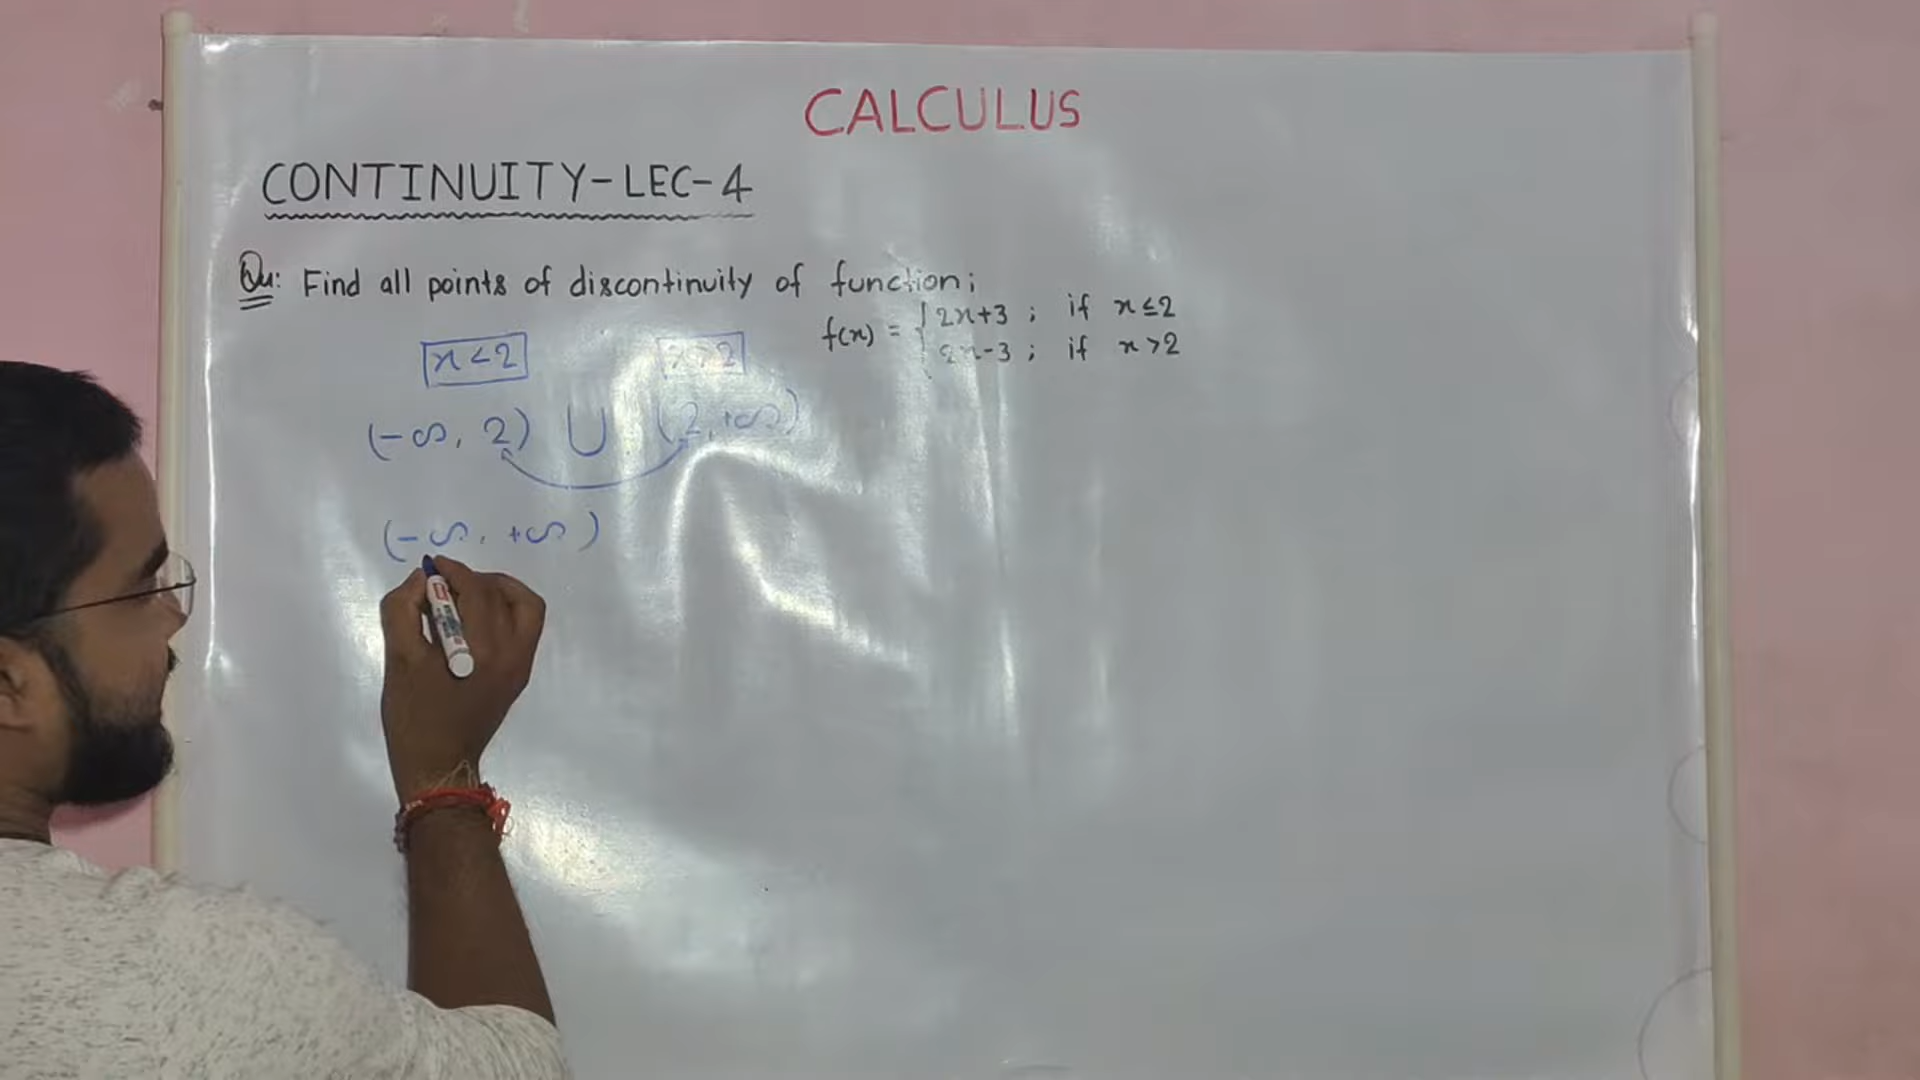 CALCULUS
CONTINUITY-LEC-4
Qu: Find all points of discontinuity of function;
f(x) = { 2x+3 ; if x≤2
2x-3 ; if x>2
x<2 x>2
(-∞, 2) ∪ (2, +∞)
(-∞, +∞)